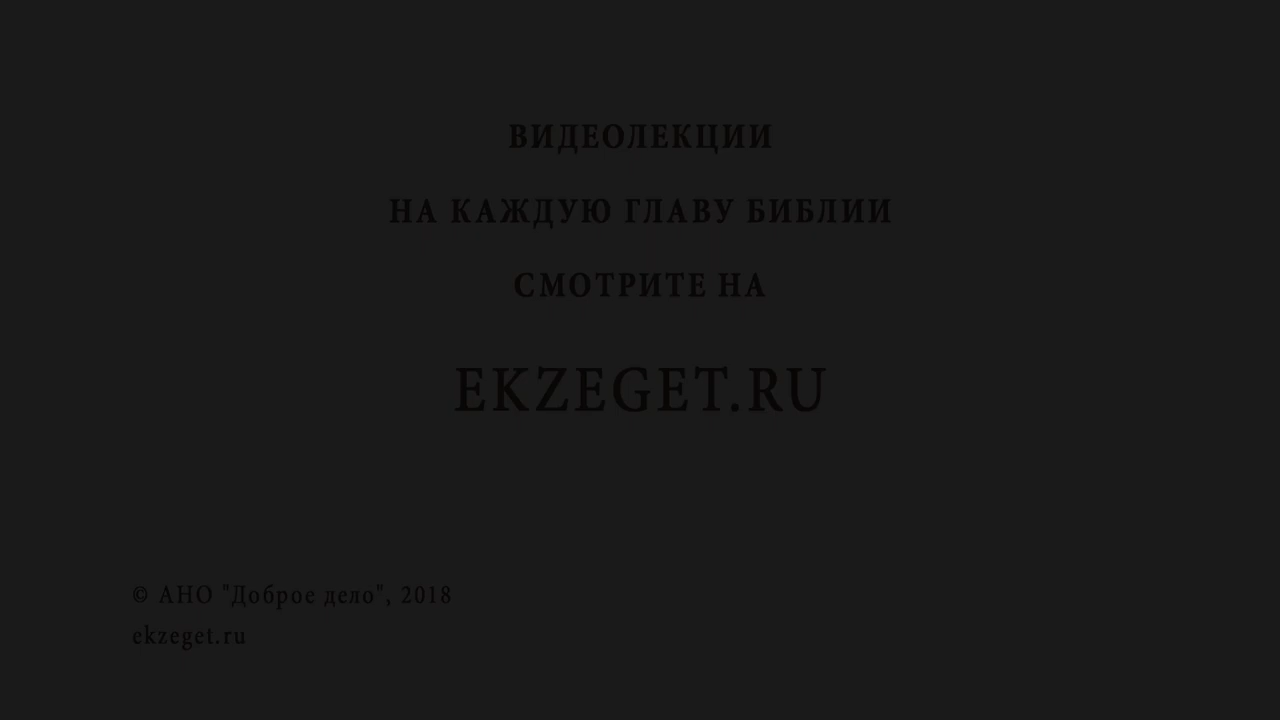 ВИДЕОЛЕКЦИИ
НА КАЖДУЮ ГЛАВУ БИБЛИИ
СМОТРИТЕ НА
EKZEGET.RU
© АНО "Доброе дело", 2018
ekzeget.ru